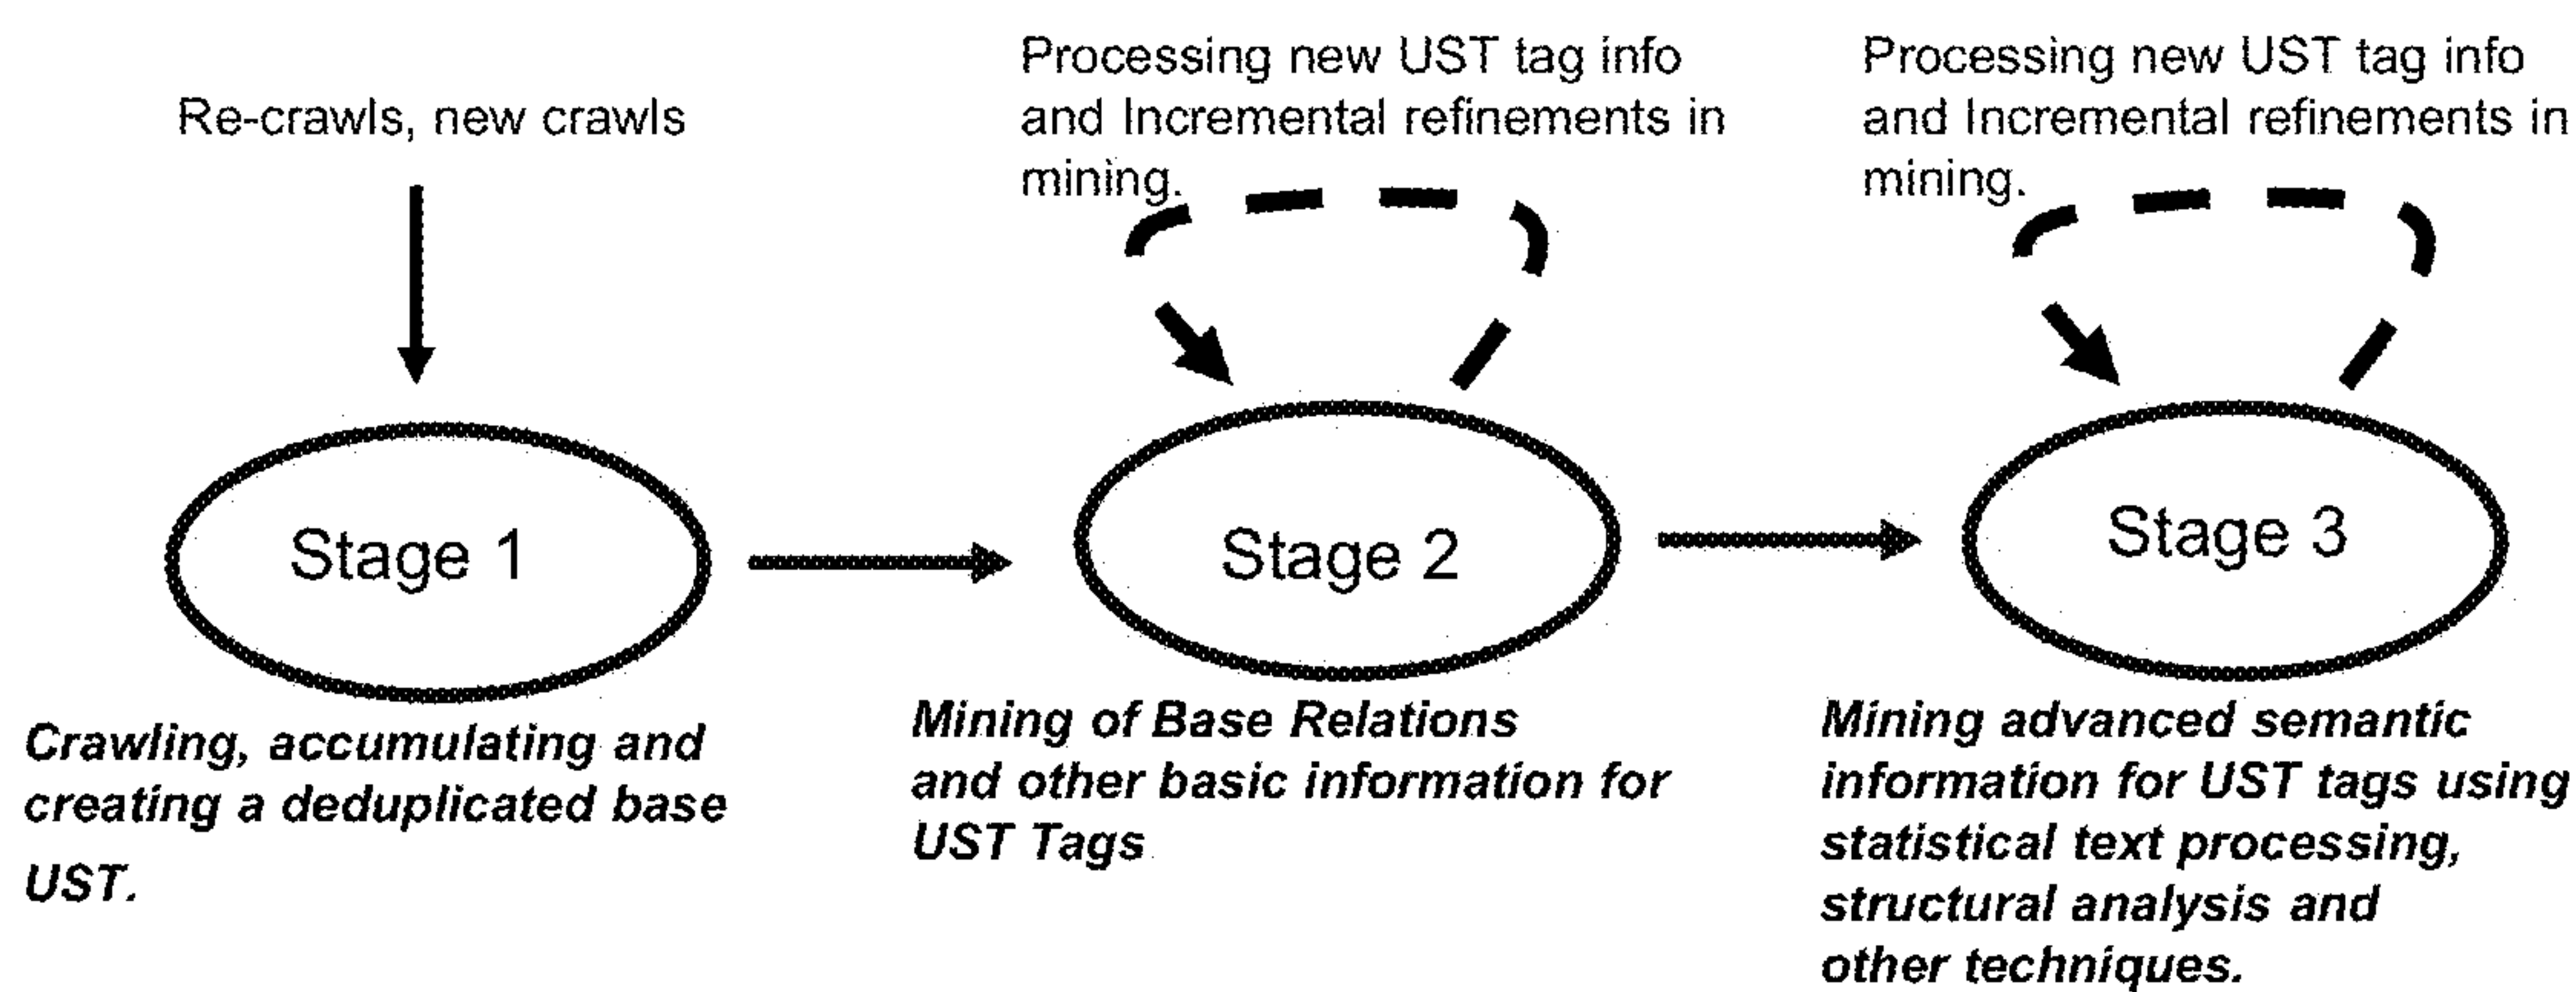 Re-crawls, new crawls
Processing new UST tag info
and Incremental refinements in
mining.
Processing new UST tag info
and Incremental refinements in
mining.
Stage 1
Stage 2
Stage 3
Crawling, accumulating and
creating a deduplicated base
UST.
Mining of Base Relations
and other basic information for
UST Tags
Mining advanced semantic
information for UST tags using
statistical text processing,
structural analysis and
other techniques.